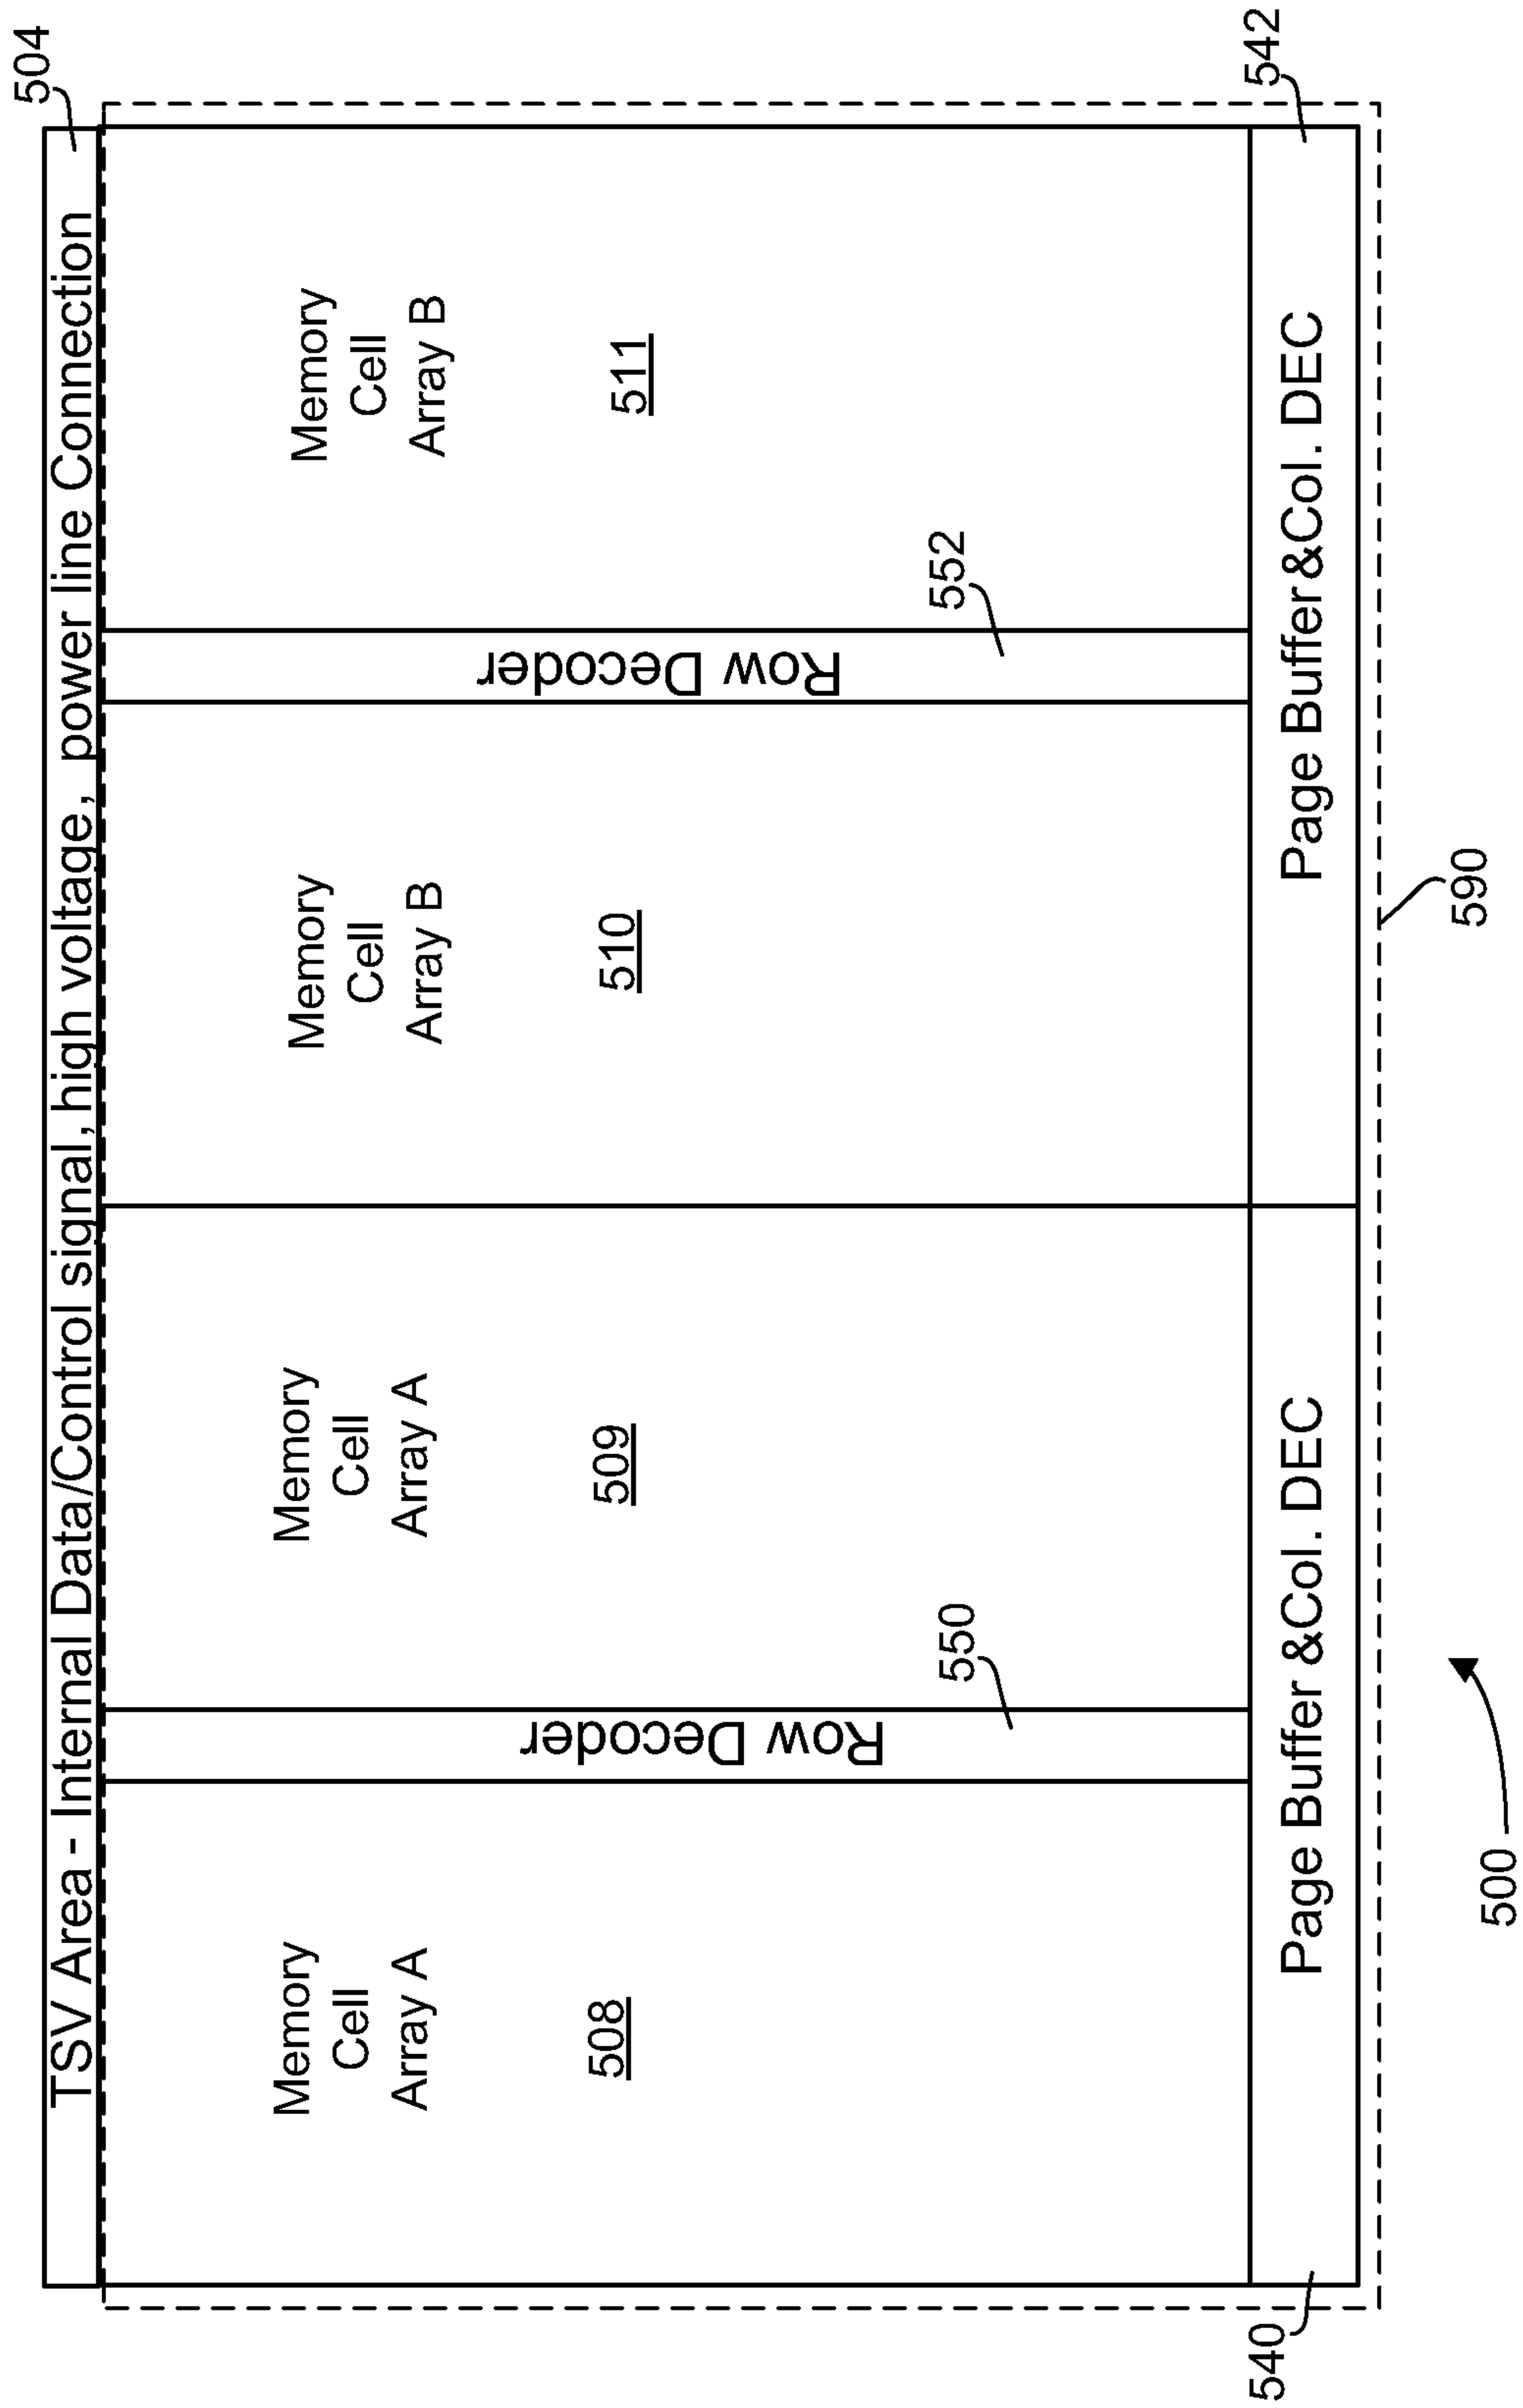 504
TSV Area - Internal Data/Control signal, high voltage, power line Connection
Memory
Cell
Array A
508
Row Decoder
550
Memory
Cell
Array A
509
Memory
Cell
Array B
510
Row Decoder
552
Memory
Cell
Array B
511
540
Page Buffer &Col. DEC
Page Buffer&Col. DEC
542
590
500